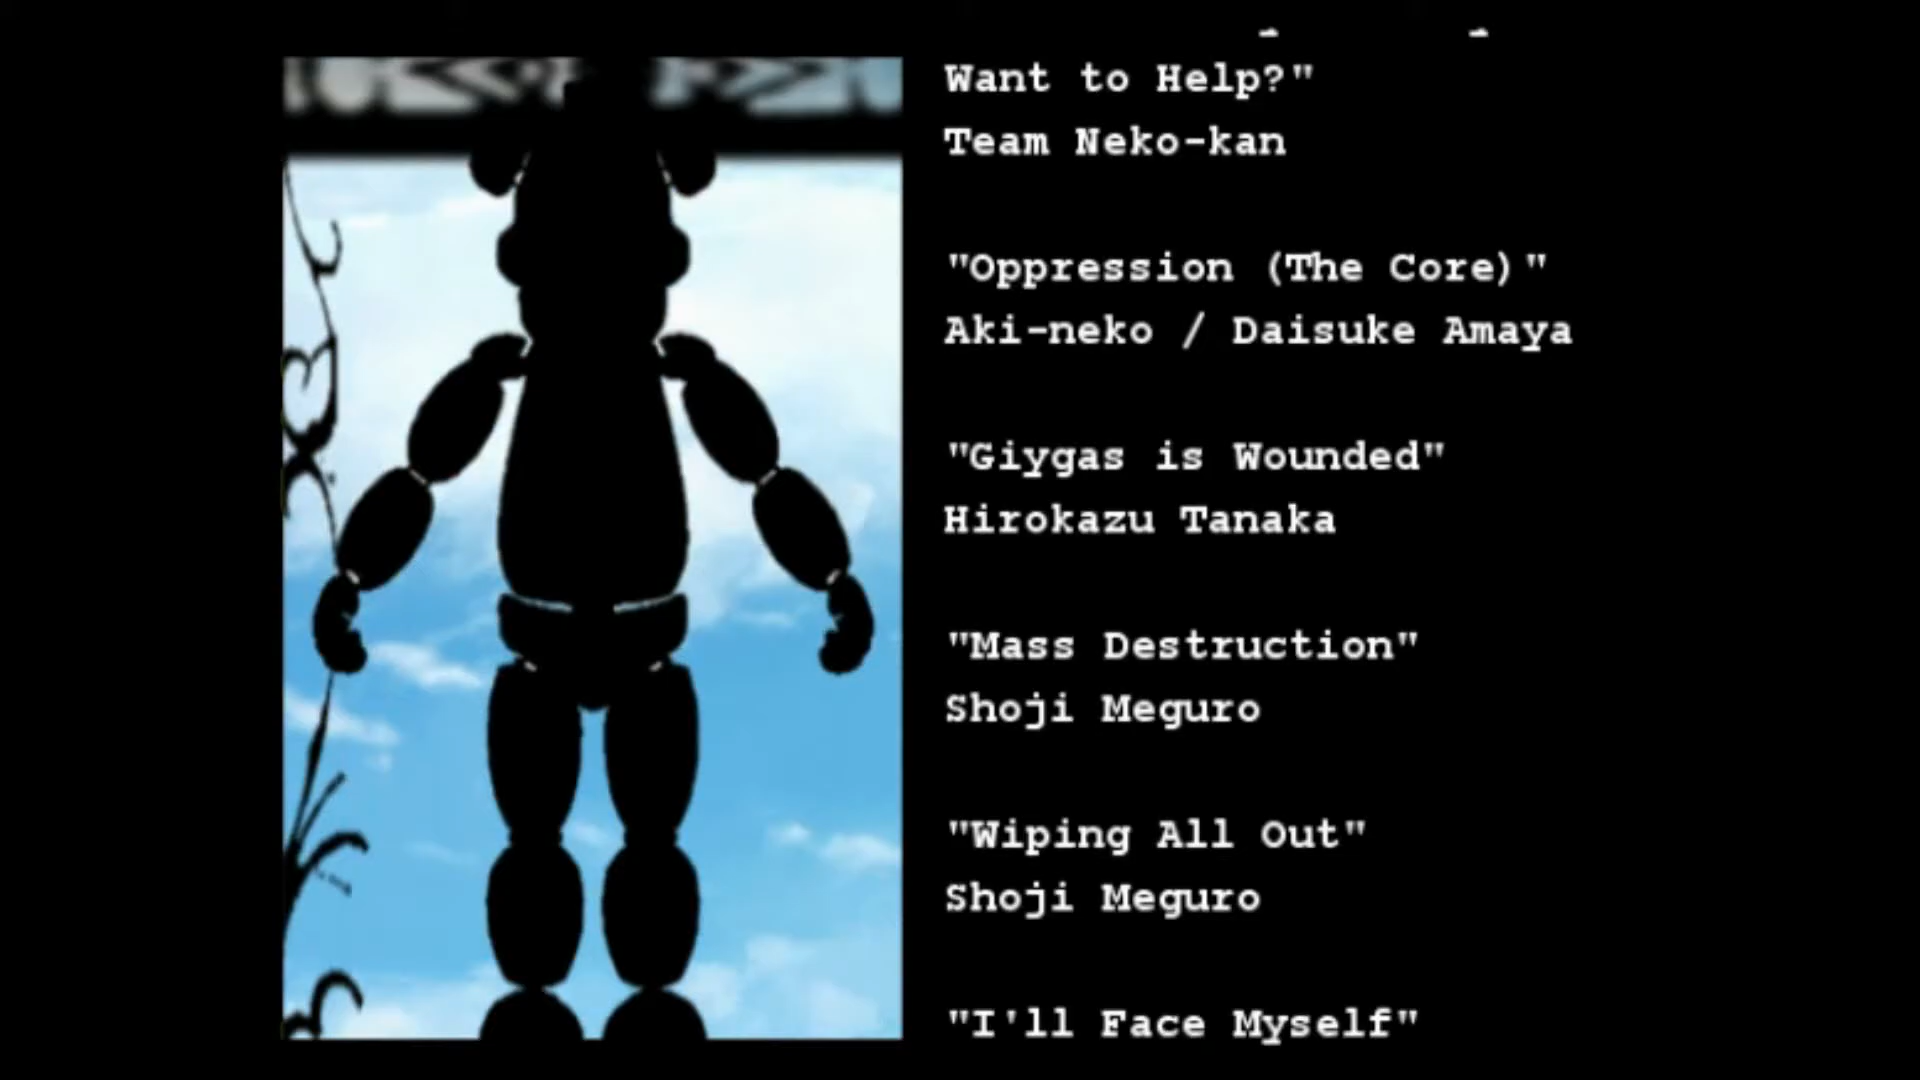 Want to Help?"
Team Neko-kan
"Oppression (The Core)"
Aki-neko / Daisuke Amaya
"Giygas is Wounded"
Hirokazu Tanaka
"Mass Destruction"
Shoji Meguro
"Wiping All Out"
Shoji Meguro
"I'll Face Myself"